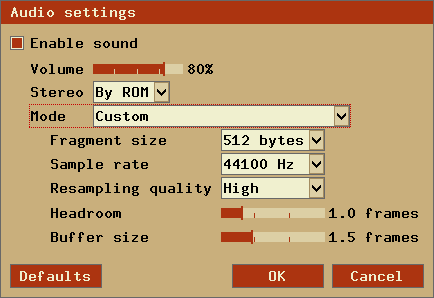 Audio settings
Enable sound
Volume 80%
Stereo By ROM
Mode Custom
Fragment size 512 bytes
Sample rate 44100 Hz
Resampling quality High
Headroom 1.0 frames
Buffer size 1.5 frames
Defaults OK Cancel